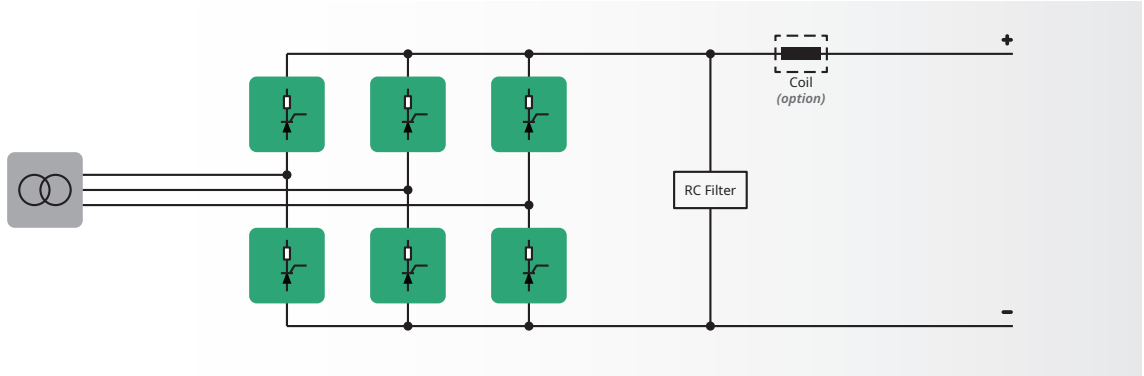 +
Coil
(option)
RC Filter
–